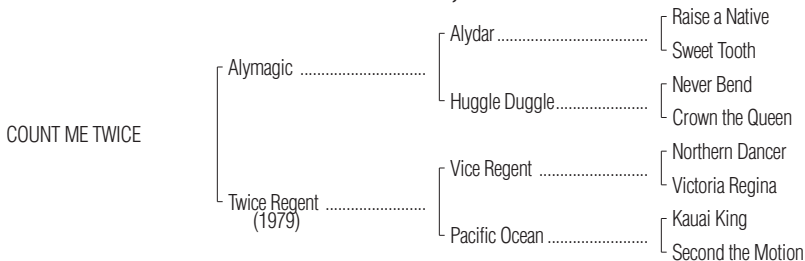 Raise a Native
Alydar
Sweet Tooth
Alymagic
Never Bend
Huggle Duggle
Crown the Queen
COUNT ME TWICE
Northern Dancer
Vice Regent
Victoria Regina
Twice Regent
(1979)
Kauai King
Pacific Ocean
Second the Motion